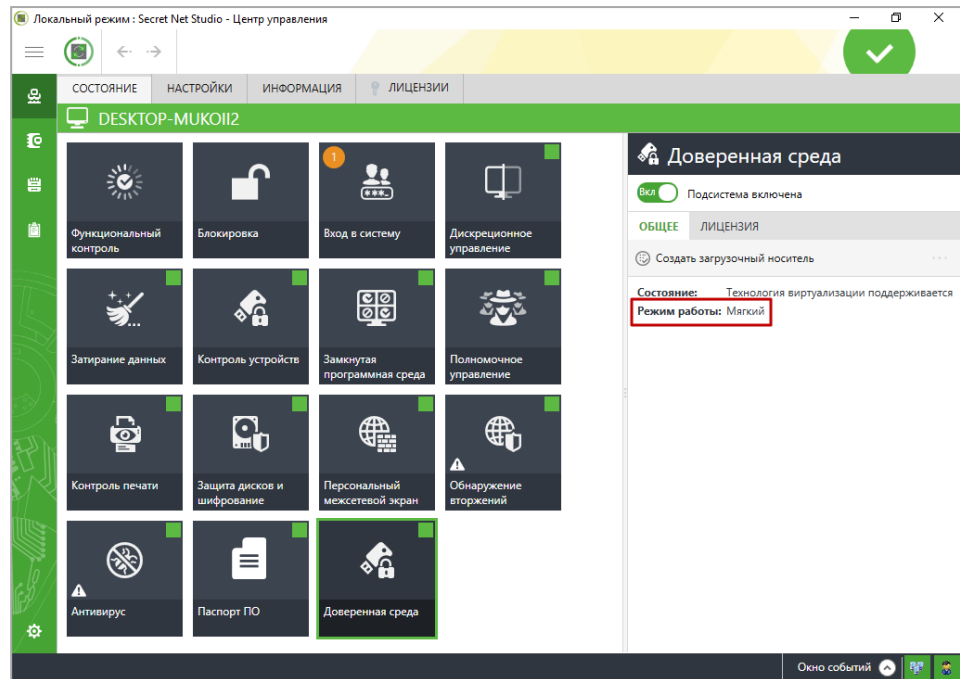 Локальный режим : Secret Net Studio - Центр управления
СОСТОЯНИЕ НАСТРОЙКИ ИНФОРМАЦИЯ ЛИЦЕНЗИИ
DESKTOP-MUKOII2
Функциональный
контроль
Блокировка
1
***_
Вход в систему
Дискреционное
управление
Затирание данных
Контроль устройств
Замкнутая
программная среда
Полномочное
управление
Контроль печати
Защита дисков и
шифрование
Персональный
межсетевой экран
Обнаружение
вторжений
Антивирус
Паспорт ПО
Доверенная среда
Доверенная среда
Вкл Подсистема включена
ОБЩЕЕ ЛИЦЕНЗИЯ
Создать загрузочный носитель ...
Состояние: Технология виртуализации поддерживается
Режим работы: Мягкий
Окно событий